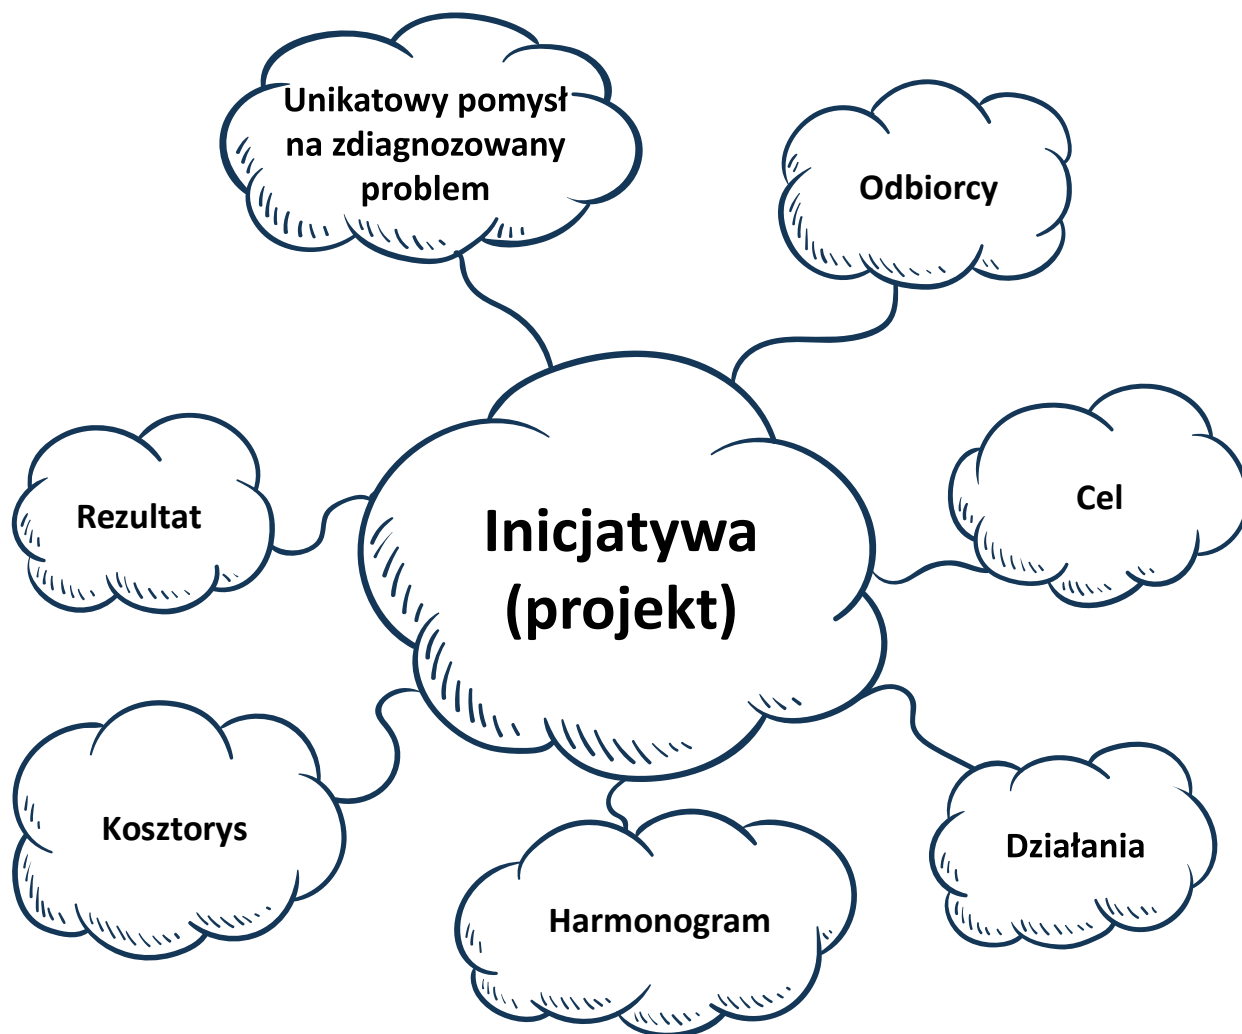 Unikatowy pomysł
na zdiagnozowany
problem
Odbiorcy
Cel
Rezultat
Inicjatywa
(projekt)
Kosztorys
Harmonogram
Działania